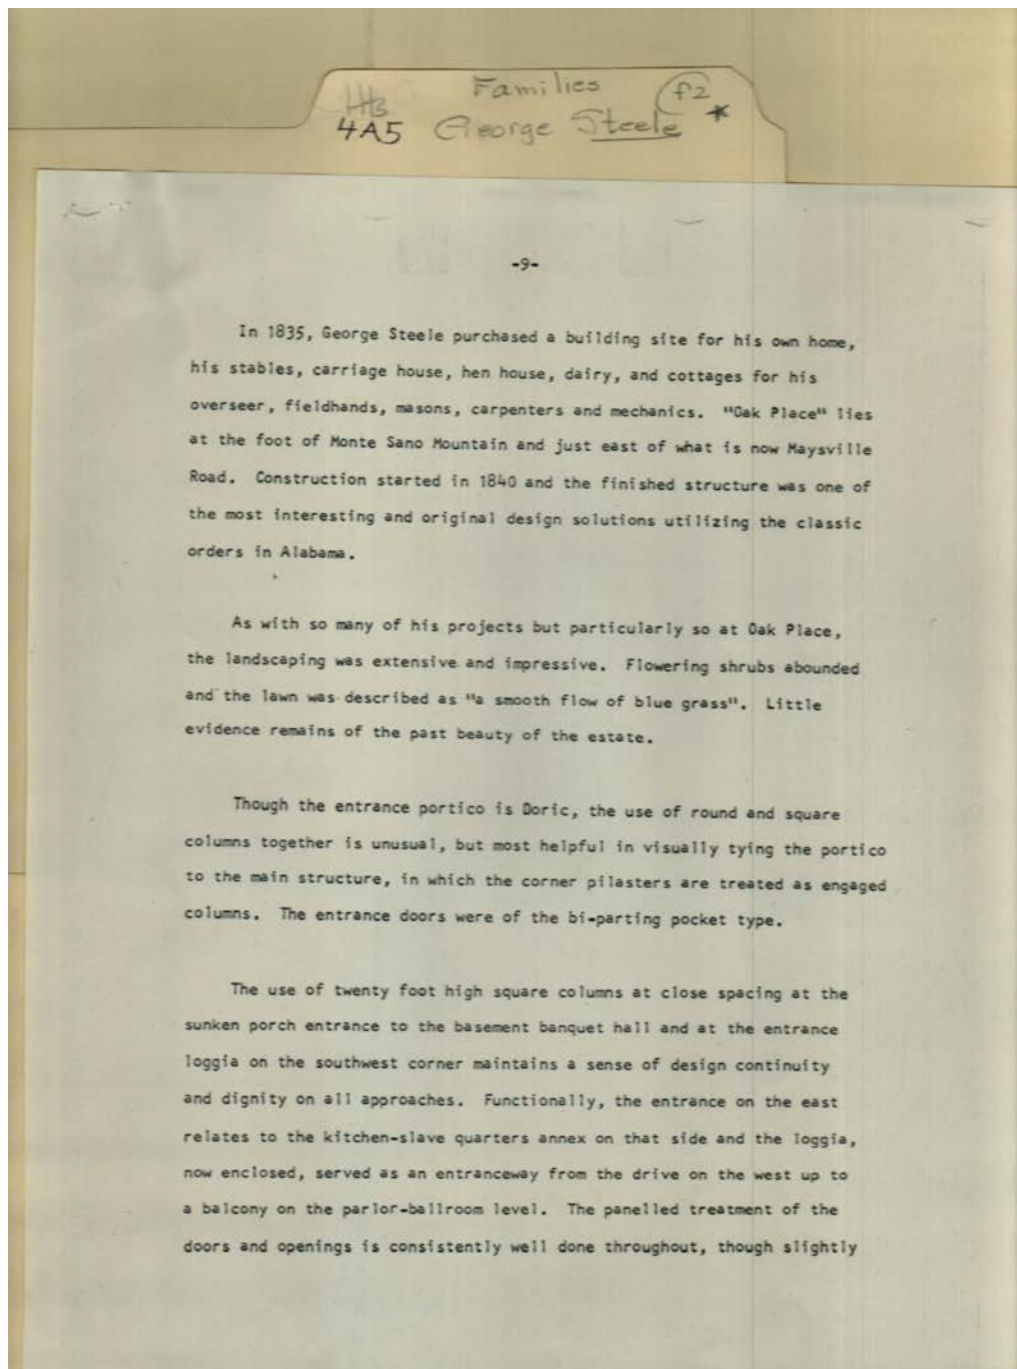 Families f2
HB
4A5 George Steele *
-9-
In 1835, George Steele purchased a building site for his own home,
his stables, carriage house, hen house, dairy, and cottages for his
overseer, fieldhands, masons, carpenters and mechanics. "Oak Place" lies
at the foot of Monte Sano Mountain and just east of what is now Maysville
Road. Construction started in 1840 and the finished structure was one of
the most interesting and original design solutions utilizing the classic
orders in Alabama.
As with so many of his projects but particularly so at Oak Place,
the landscaping was extensive and impressive. Flowering shrubs abounded
and the lawn was described as "a smooth flow of blue grass". Little
evidence remains of the past beauty of the estate.
Though the entrance portico is Doric, the use of round and square
columns together is unusual, but most helpful in visually tying the portico
to the main structure, in which the corner pilasters are treated as engaged
columns. The entrance doors were of the bi-parting pocket type.
The use of twenty foot high square columns at close spacing at the
sunken porch entrance to the basement banquet hall and at the entrance
loggia on the southwest corner maintains a sense of design continuity
and dignity on all approaches. Functionally, the entrance on the east
relates to the kitchen-slave quarters annex on that side and the loggia,
now enclosed, served as an entranceway from the drive on the west up to
a balcony on the parlor-ballroom level. The panelled treatment of the
doors and openings is consistently well done throughout, though slightly